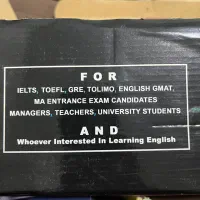 FOR
IELTS, TOEFL, GRE, TOLIMO, ENGLISH GMAT,
MA ENTRANCE EXAM CANDIDATES
MANAGERS, TEACHERS, UNIVERSITY STUDENTS
AND
Whoever Interested In Learning English